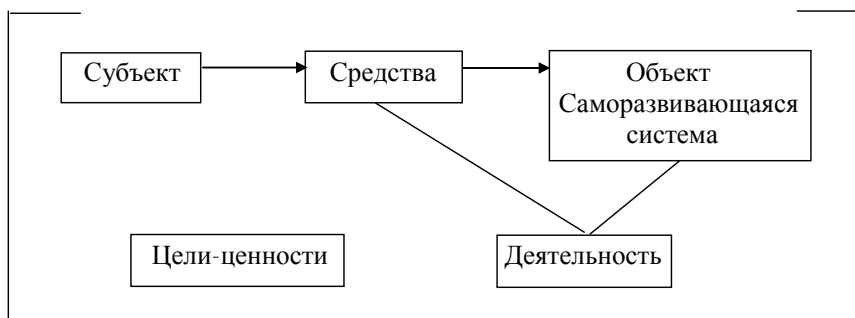 Субъект
Средства
Объект
Саморазвивающаяся
система
Цели-ценности
Деятельность